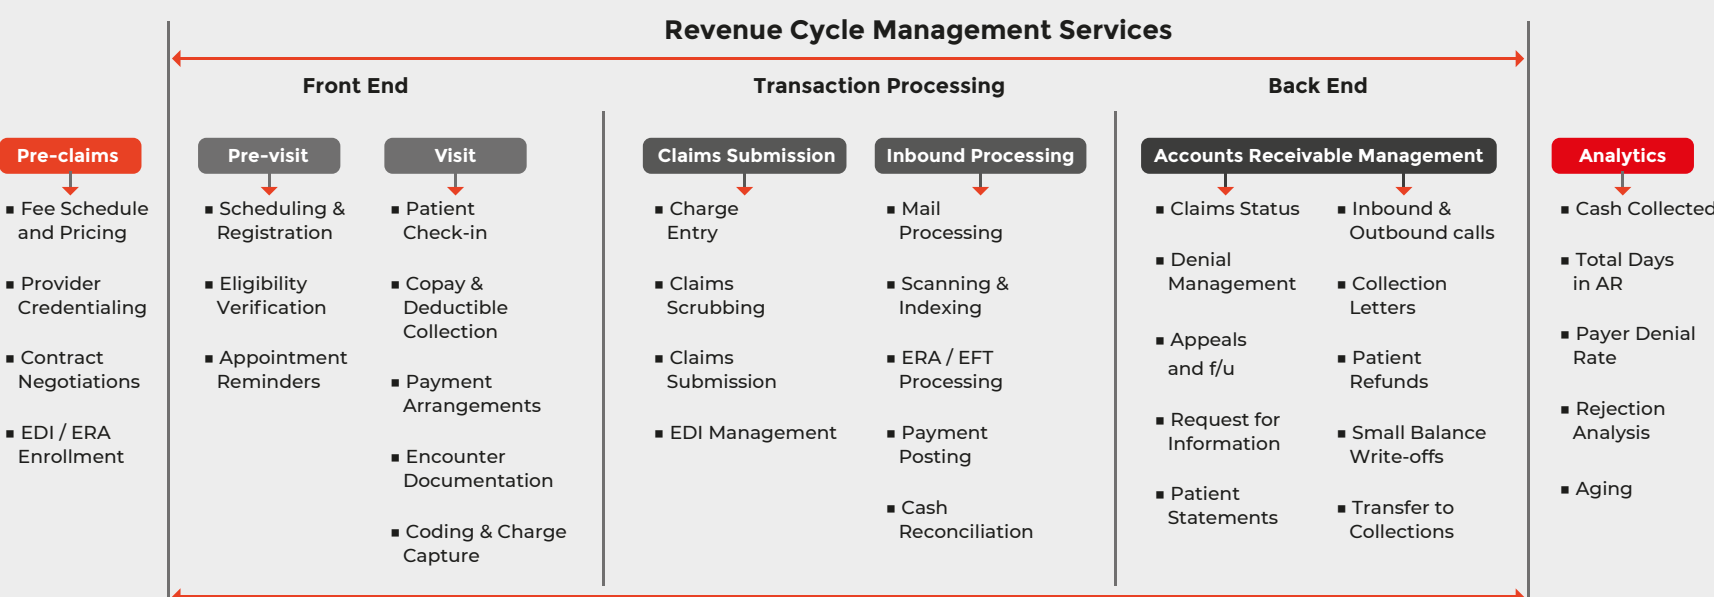 Revenue Cycle Management Services
Front End
Transaction Processing
Back End
Pre-claims
▪ Fee Schedule
and Pricing
▪ Provider
Credentialing
▪ Contract
Negotiations
▪ EDI / ERA
Enrollment
Pre-visit
▪ Scheduling &
Registration
▪ Eligibility
Verification
▪ Appointment
Reminders
Visit
▪ Patient
Check-in
▪ Copay &
Deductible
Collection
▪ Payment
Arrangements
▪ Encounter
Documentation
▪ Coding & Charge
Capture
Claims Submission
▪ Charge
Entry
▪ Claims
Scrubbing
▪ Claims
Submission
▪ EDI Management
Inbound Processing
▪ Mail
Processing
▪ Scanning &
Indexing
▪ ERA / EFT
Processing
▪ Payment
Posting
▪ Cash
Reconciliation
Accounts Receivable Management
▪ Claims Status
▪ Denial
Management
▪ Appeals
and f/u
▪ Request for
Information
▪ Patient
Statements
▪ Inbound &
Outbound calls
▪ Collection
Letters
▪ Patient
Refunds
▪ Small Balance
Write-offs
▪ Transfer to
Collections
Analytics
▪ Cash Collected
▪ Total Days
in AR
▪ Payer Denial
Rate
▪ Rejection
Analysis
▪ Aging